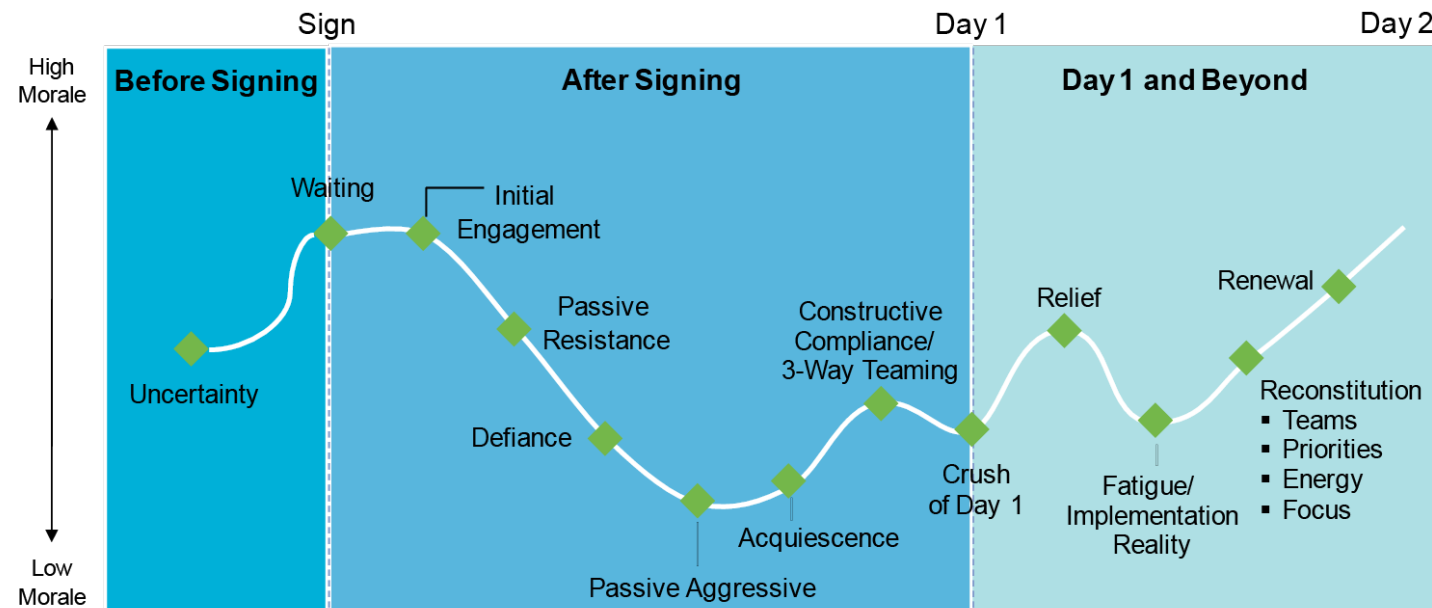 Sign
Day 1
Day 2
High
Morale
Before Signing
After Signing
Day 1 and Beyond
Waiting
Initial
Engagement
Uncertainty
Passive
Resistance
Defiance
Passive Aggressive
Acquiescence
Constructive
Compliance/
3-Way Teaming
Crush
of Day 1
Relief
Fatigue/
Implementation
Reality
Renewal
Reconstitution
▪ Teams
▪ Priorities
▪ Energy
▪ Focus
Low
Morale